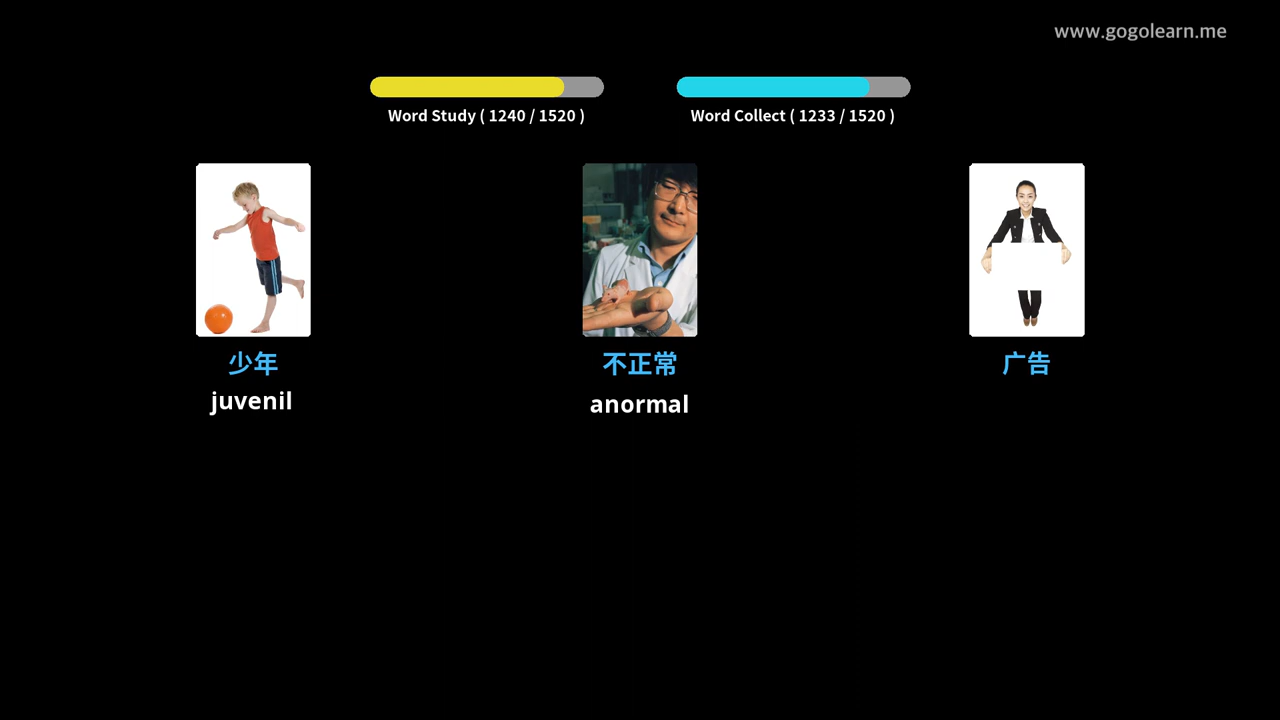 www.gogolearn.me
Word Study ( 1240 / 1520 )
Word Collect ( 1233 / 1520 )
少年
不正常
广告
juvenil
anormal